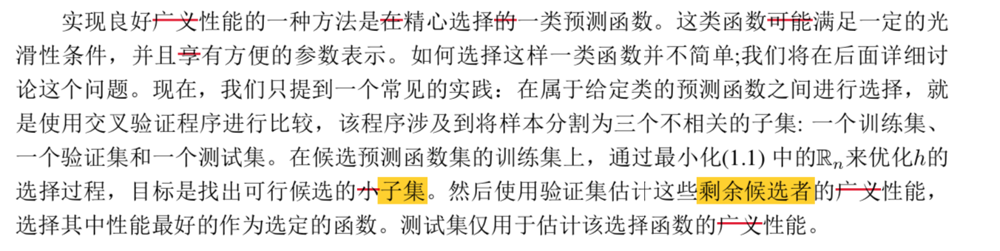 实现良好广义性能的一种方法是在精心选择的一类预测函数。这类函数可能满足一定的光
滑性条件，并且享有方便的参数表示。如何选择这样一类函数并不简单;我们将在后面详细讨
论这个问题。现在，我们只提到一个常见的实践：在属于给定类的预测函数之间进行选择，就
是使用交叉验证程序进行比较，该程序涉及到将样本分割为三个不相关的子集: 一个训练集、
一个验证集和一个测试集。在候选预测函数集的训练集上，通过最小化(1.1) 中的ℝₙ来优化h的
选择过程，目标是找出可行候选的小子集。然后使用验证集估计这些剩余候选者的广义性能，
选择其中性能最好的作为选定的函数。测试集仅用于估计该选择函数的广义性能。